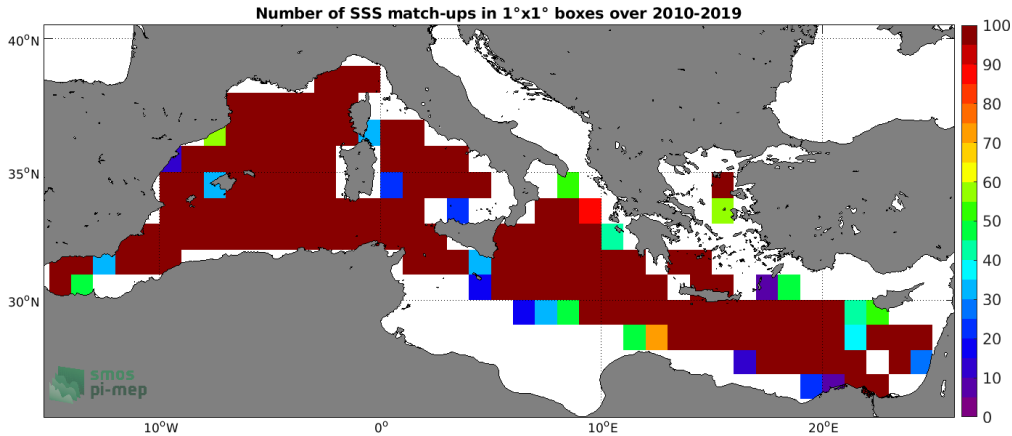 Number of SSS match-ups in 1°x1° boxes over 2010-2019
40°N
35°N
30°N
10°W
0°
10°E
20°E
100
90
80
70
60
50
40
30
20
10
0
smos
pi-mep